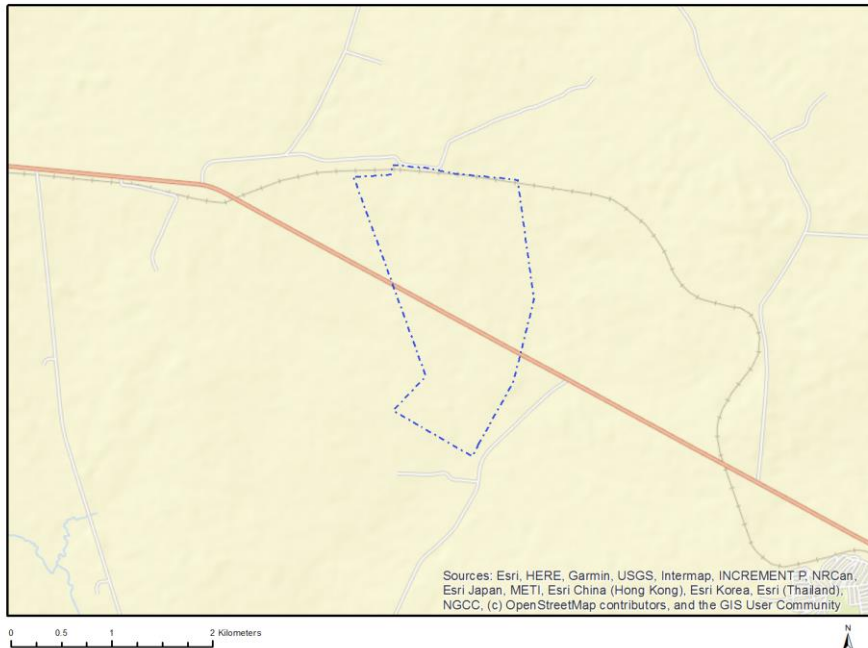 Sources: Esri, HERE, Garmin, USGS, Intermap, INCREMENT P, NRCan,
Esri Japan, METI, Esri China (Hong Kong), Esri Korea, Esri (Thailand),
NGCC, (c) OpenStreetMap contributors, and the GIS User Community
0 0.5 1 2 Kilometers
N